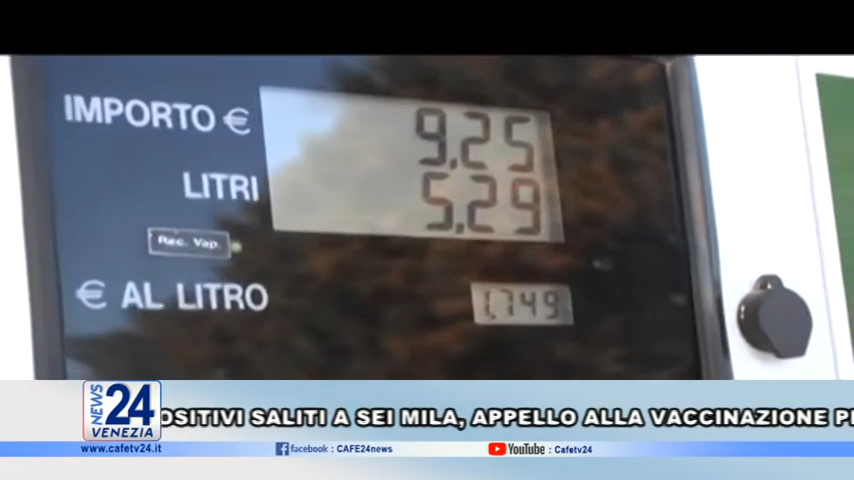 IMPORTO € 9,25
LITRI 5,29
Rec. Vap.
€ AL LITRO 1,749
NEWS 24 VENEZIA
OSITIVI SALITI A SEI MILA, APPELLO ALLA VACCINAZIONE P
www.cafetv24.it
facebook : CAFE24news
YouTube : Cafetv24